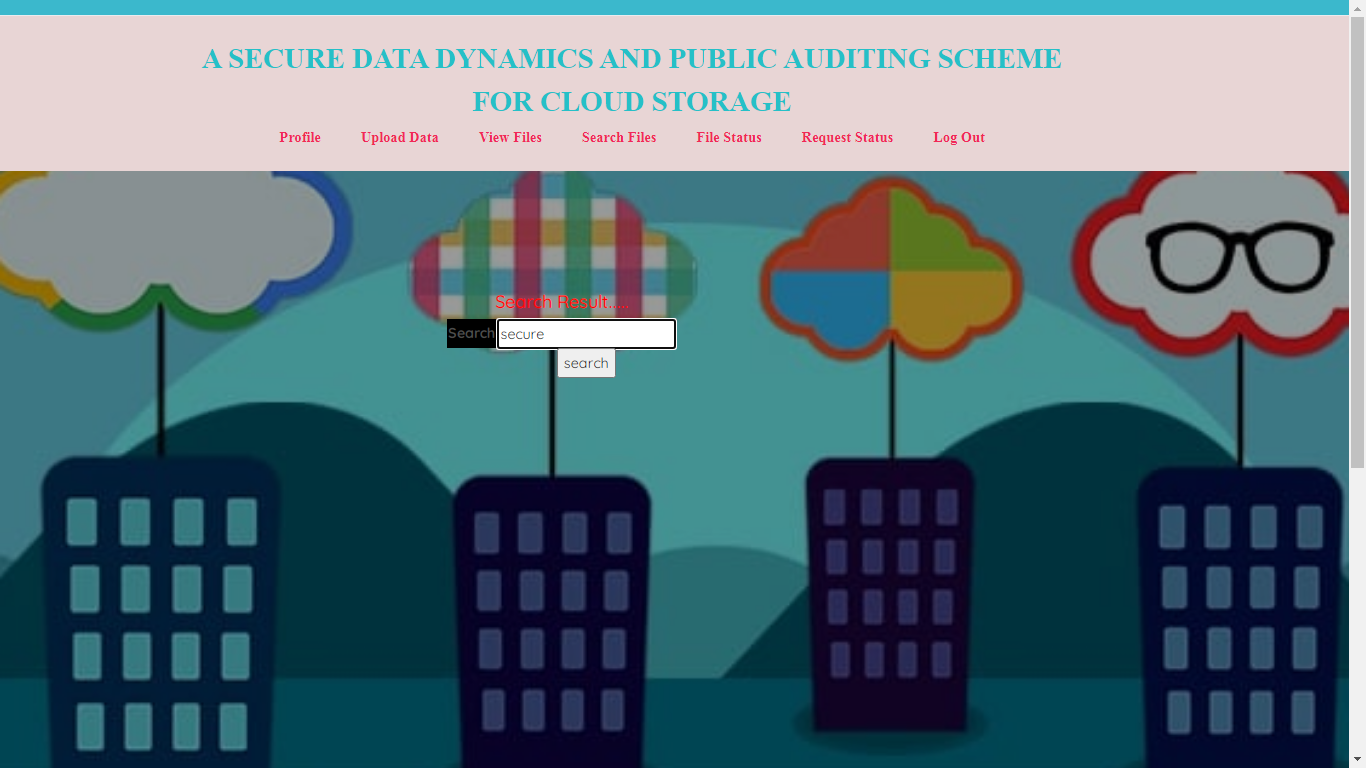 A SECURE DATA DYNAMICS AND PUBLIC AUDITING SCHEME
FOR CLOUD STORAGE
Profile Upload Data View Files Search Files File Status Request Status Log Out
Search Result.....
Search secure
search